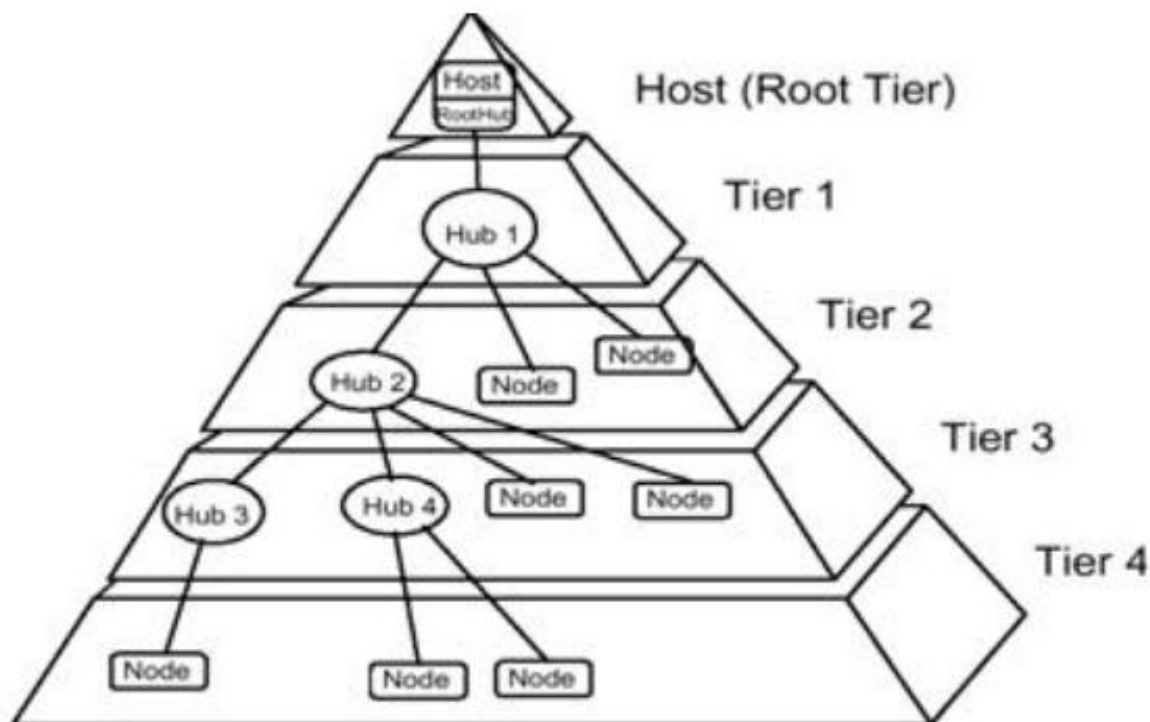 Host
RootHub
Host (Root Tier)
Hub 1
Tier 1
Hub 2
Node
Node
Tier 2
Hub 3
Hub 4
Node
Node
Tier 3
Node
Node
Node
Tier 4